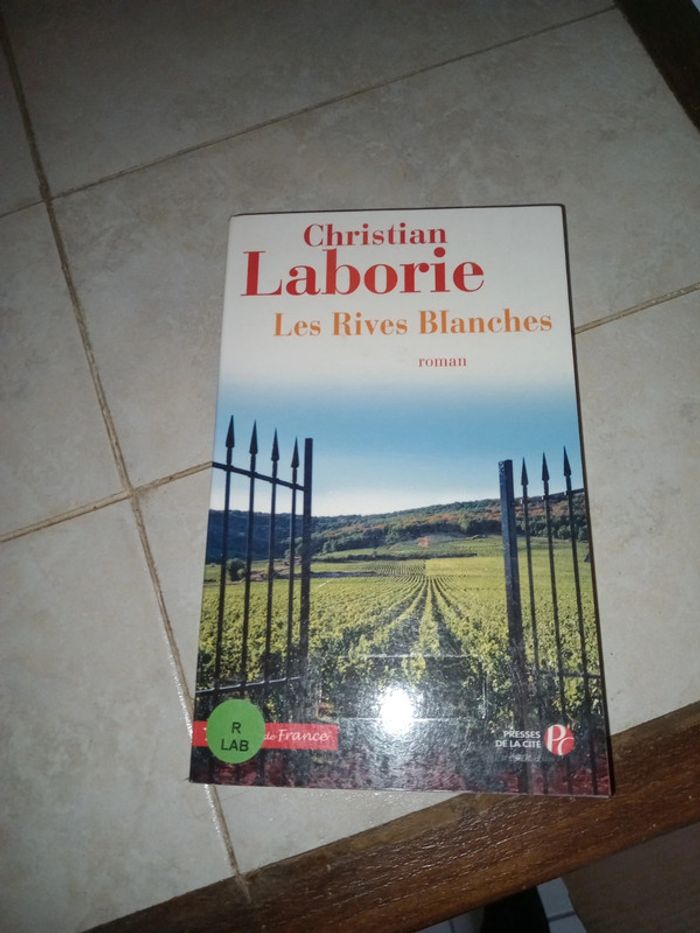 Christian
Laborie
Les Rives Blanches
roman
R
LAB
de France
PRESSES
DE LA CITÉ